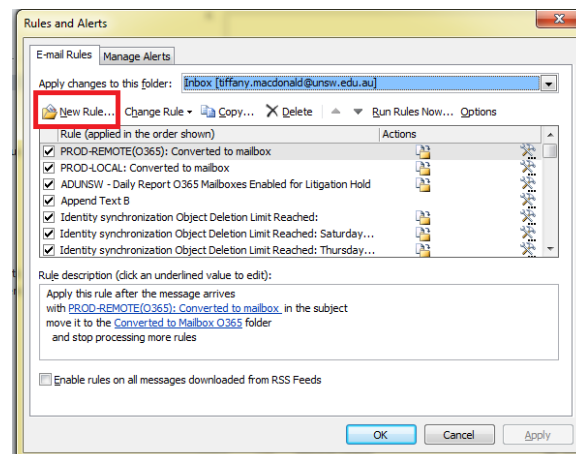 Rules and Alerts
E-mail Rules Manage Alerts
Apply changes to this folder: Inbox [tiffany.macdonald@unsw.edu.au]
New Rule... Change Rule Copy... Delete Run Rules Now... Options
Rule (applied in the order shown) Actions
PROD-REMOTE(O365): Converted to mailbox
PROD-LOCAL: Converted to mailbox
ADUNSW - Daily Report O365 Mailboxes Enabled for Litigation Hold
Append Text B
Identity synchronization Object Deletion Limit Reached:
Identity synchronization Object Deletion Limit Reached: Saturday...
Identity synchronization Object Deletion Limit Reached: Thursday...
Rule description (click an underlined value to edit):
Apply this rule after the message arrives
with PROD-REMOTE(O365): Converted to mailbox in the subject
move it to the Converted to Mailbox O365 folder
and stop processing more rules
Enable rules on all messages downloaded from RSS Feeds
OK Cancel Apply